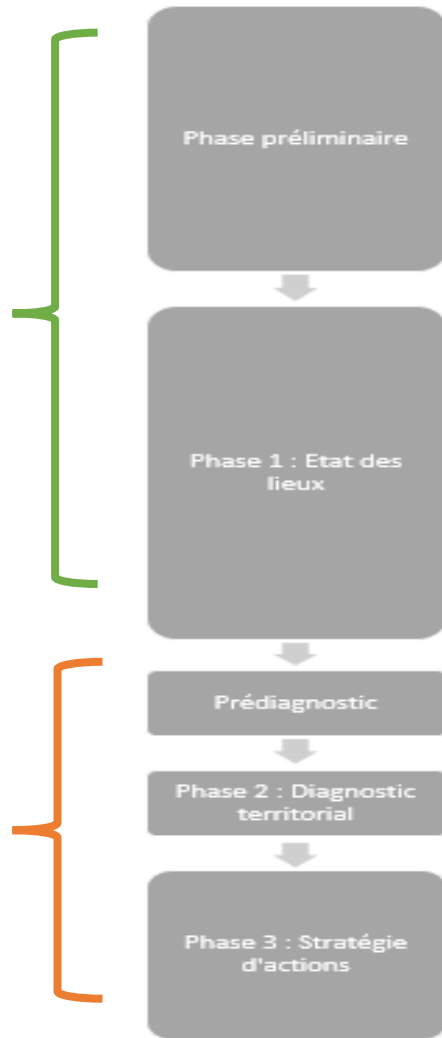 Phase préliminaire
Phase 1 : Etat des
lieux
Prédiagnostic
Phase 2 : Diagnostic
territorial
Phase 3 : Stratégie
d'actions